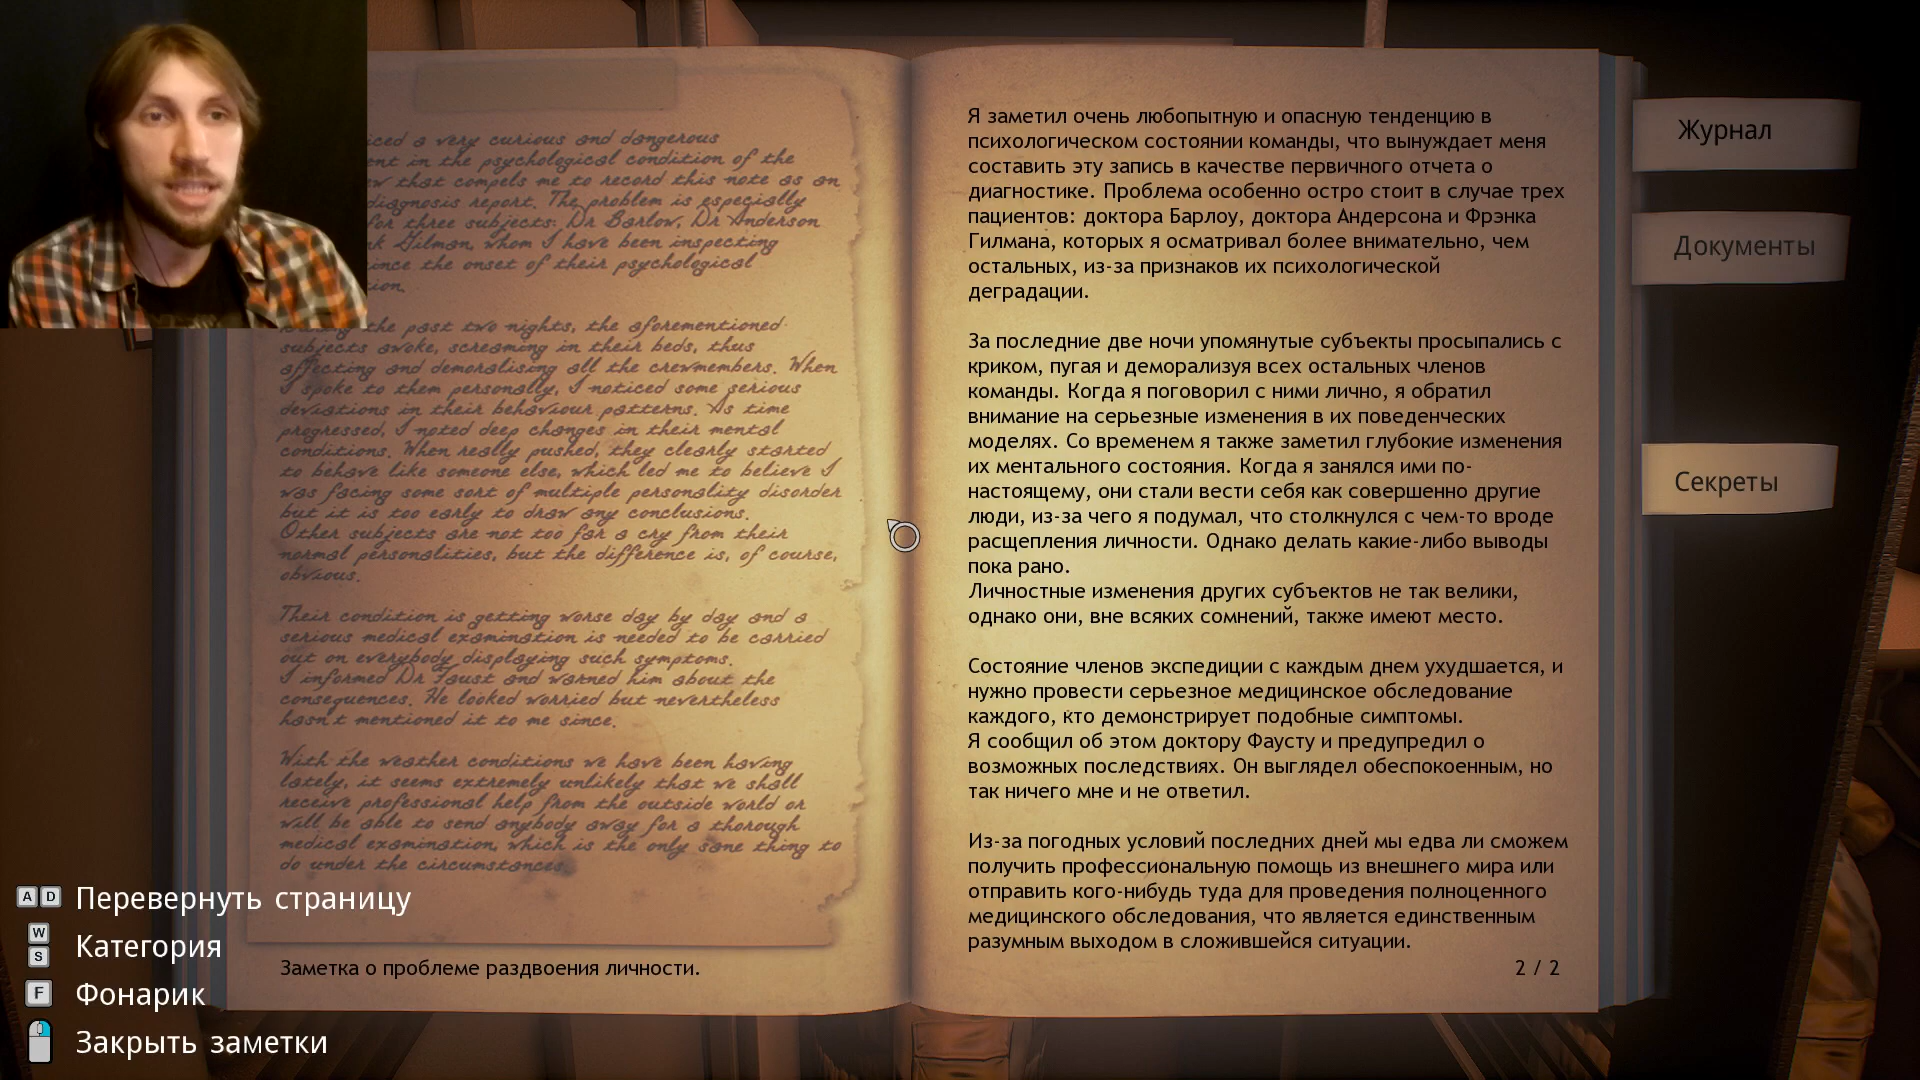 iced a very curious and dangerous
ent in the psychological condition of the
w that compels me to record this note as an
diagnosis report. The problem is especially
for three subjects: Dr Barlow, Dr Anderson
nk Gilman, whom I have been inspecting
ince the onset of their psychological
tion.
the past two nights, the aforementioned
subjects awoke, screaming in their beds, thus
affecting and demoralising all the crewmembers. When
I spoke to them personally, I noticed some serious
deviations in their behaviour patterns. As time
progressed, I noted deep changes in their mental
conditions. When really pushed, they clearly started
to behave like someone else, which led me to believe I
was facing some sort of multiple personality disorder
but it is too early to draw any conclusions.
Other subjects are not too far a cry from their
normal personalities, but the difference is, of course,
obvious.
Their condition is getting worse day by day and a
serious medical examination is needed to be carried
out on everybody displaying such symptoms.
I informed Dr Faust and warned him about the
consequences. He looked worried but nevertheless
hasn't mentioned it to me since.
With the weather conditions we have been having
lately, it seems extremely unlikely that we shall
receive professional help from the outside world or
will be able to send anybody away for a thorough
medical examination, which is the only sane thing to
do under the circumstances.
Заметка о проблеме раздвоения личности.
Я заметил очень любопытную и опасную тенденцию в
психологическом состоянии команды, что вынуждает меня
составить эту запись в качестве первичного отчета о
диагностике. Проблема особенно остро стоит в случае трех
пациентов: доктора Барлоу, доктора Андерсона и Фрэнка
Гилмана, которых я осматривал более внимательно, чем
остальных, из-за признаков их психологической
деградации.
За последние две ночи упомянутые субъекты просыпались с
криком, пугая и деморализуя всех остальных членов
команды. Когда я поговорил с ними лично, я обратил
внимание на серьезные изменения в их поведенческих
моделях. Со временем я также заметил глубокие изменения
их ментального состояния. Когда я занялся ими по-
настоящему, они стали вести себя как совершенно другие
люди, из-за чего я подумал, что столкнулся с чем-то вроде
расщепления личности. Однако делать какие-либо выводы
пока рано.
Личностные изменения других субъектов не так велики,
однако они, вне всяких сомнений, также имеют место.
Состояние членов экспедиции с каждым днем ухудшается, и
нужно провести серьезное медицинское обследование
каждого, кто демонстрирует подобные симптомы.
Я сообщил об этом доктору Фаусту и предупредил о
возможных последствиях. Он выглядел обеспокоенным, но
так ничего мне и не ответил.
Из-за погодных условий последних дней мы едва ли сможем
получить профессиональную помощь из внешнего мира или
отправить кого-нибудь туда для проведения полноценного
медицинского обследования, что является единственным
разумным выходом в сложившейся ситуации.
2 / 2
Журнал
Документы
Секреты
A D Перевернуть страницу
W
S Категория
F Фонарик
Закрыть заметки